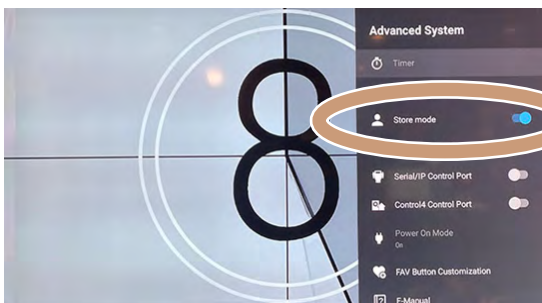 Advanced System
Timer
Store mode
Serial/IP Control Port
Control4 Control Port
Power On Mode
On
FAV Button Customization
E-Manual
8